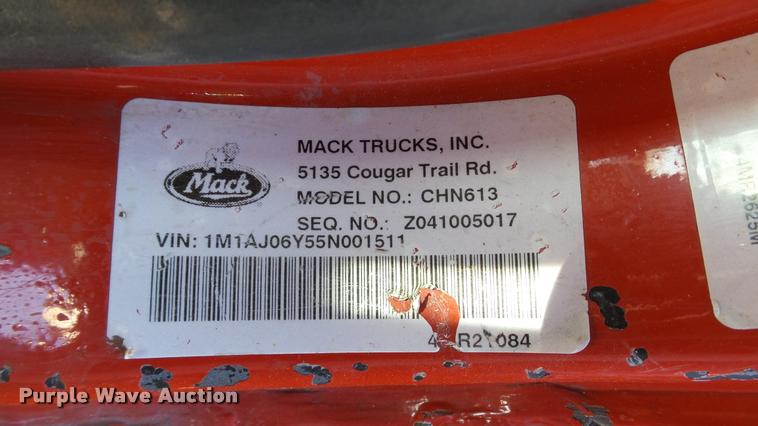 Mack
MACK TRUCKS, INC.
5135 Cougar Trail Rd.
MODEL NO.: CHN613
SEQ. NO.: Z041005017
VIN: 1M1AJ06Y55N001511
4MR2625M
Purple Wave Auction